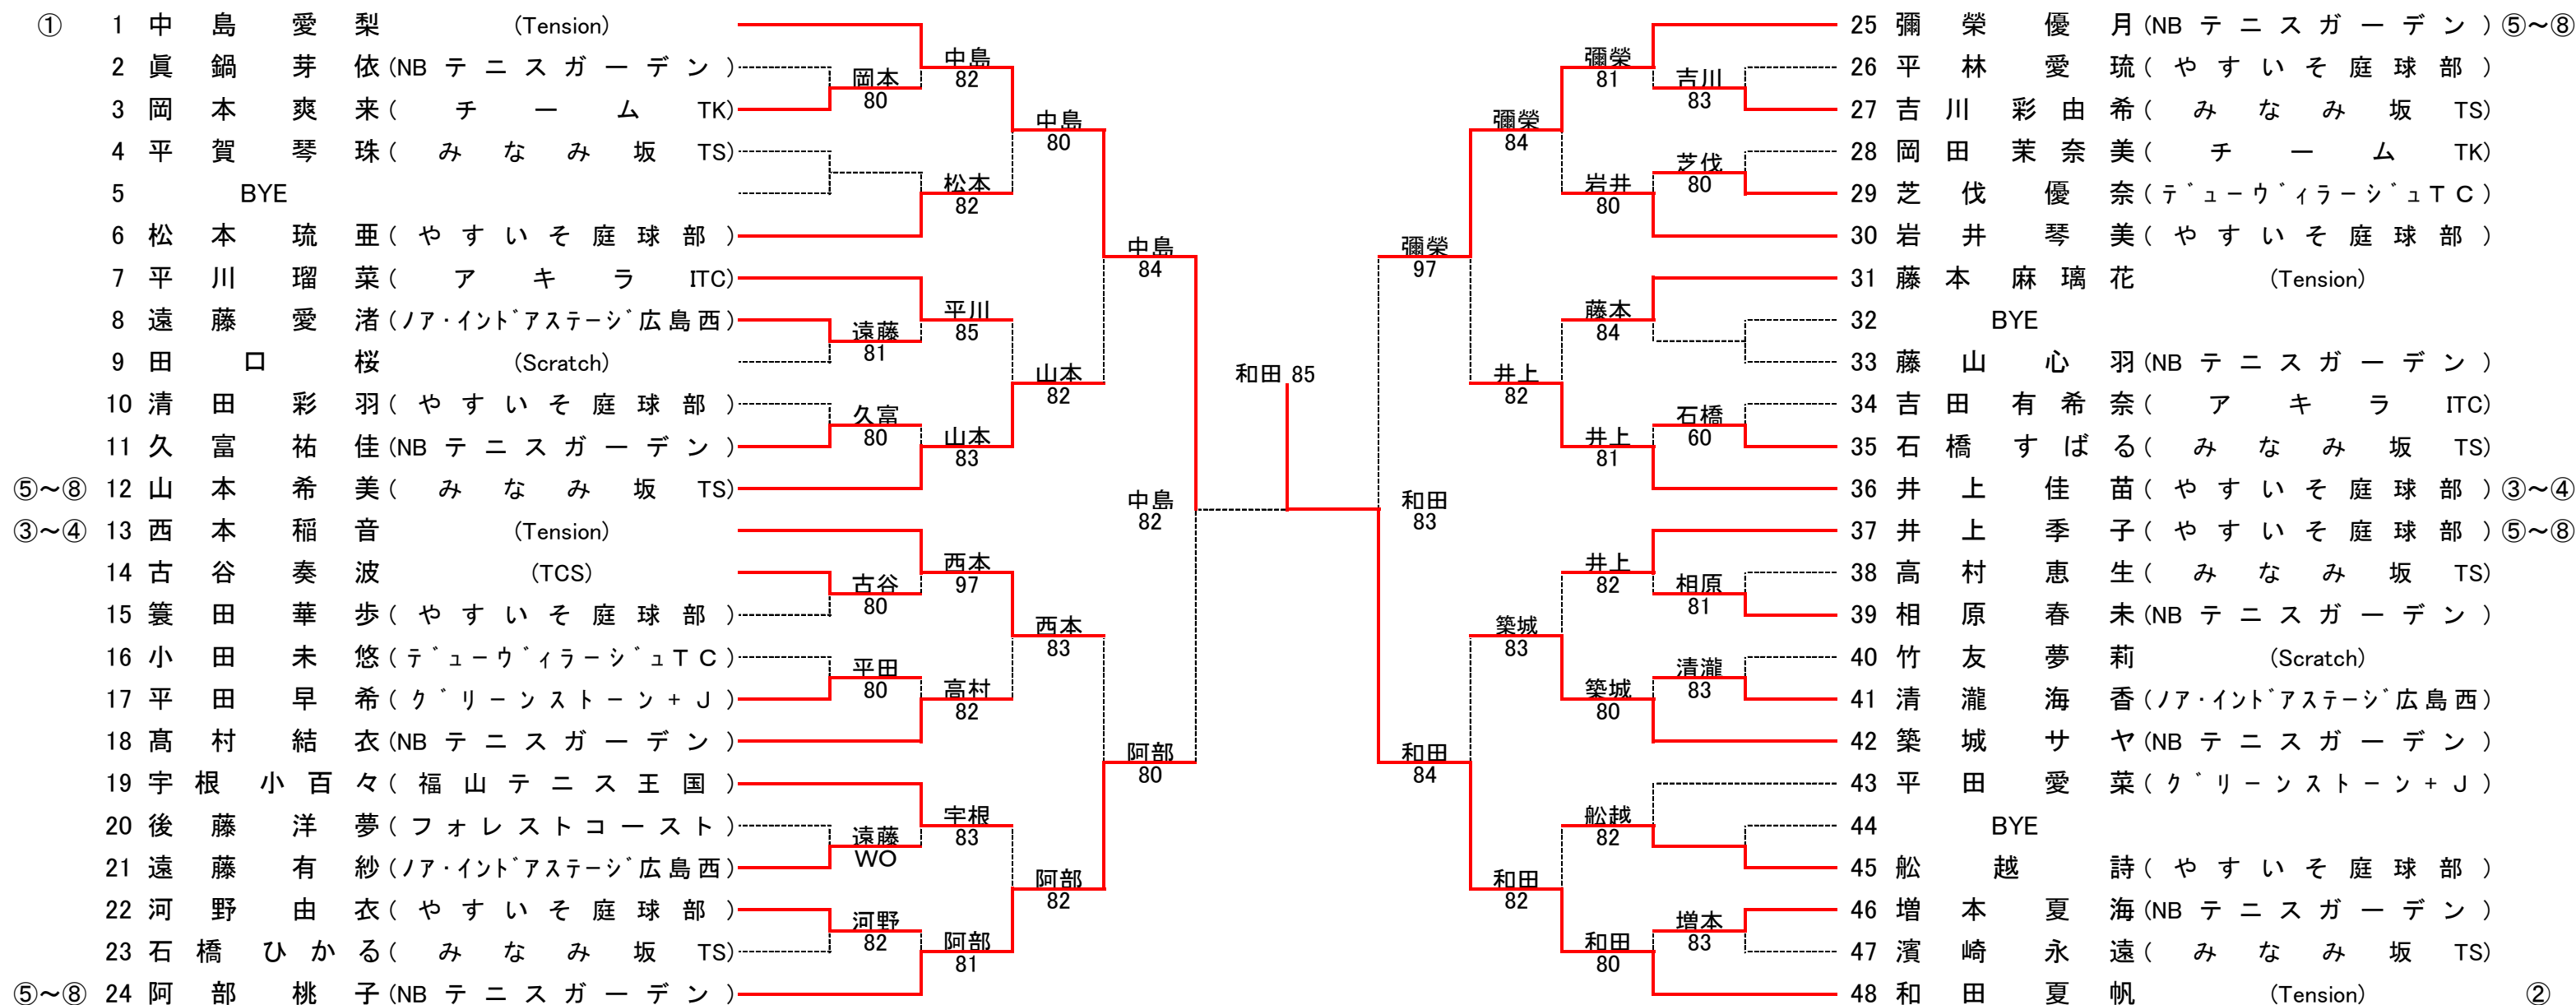 ① 1 中島愛梨 (Tension)
2 眞鍋芽依 (NBテニスガーデン)
3 岡本爽来 (チームTK)
4 平賀琴珠 (みなみ坂TS)
5 BYE
6 松本琉亜 (やすいそ庭球部)
7 平川瑠菜 (アキラITC)
8 遠藤愛渚 (ノア・インドアステージ広島西)
9 田口桜 (Scratch)
10 清田彩羽 (やすいそ庭球部)
11 久富祐佳 (NBテニスガーデン)
⑤～⑧ 12 山本希美 (みなみ坂TS)
③～④ 13 西本稲音 (Tension)
14 古谷奏波 (TCS)
15 簑田華歩 (やすいそ庭球部)
16 小田未悠 (デューヴィラージュTC)
17 平田早希 (グリーンストーン+J)
18 髙村結衣 (NBテニスガーデン)
19 宇根小百々 (福山テニス王国)
20 後藤洋夢 (フォレストコースト)
21 遠藤有紗 (ノア・インドアステージ広島西)
22 河野由衣 (やすいそ庭球部)
23 石橋ひかる (みなみ坂TS)
⑤～⑧ 24 阿部桃子 (NBテニスガーデン)
岡本
80
遠藤
81
久富
80
古谷
80
平田
80
遠藤
WO
河野
82
中島
82
松本
82
平川
85
山本
83
西本
97
高村
82
宇根
83
阿部
81
中島
80
山本
82
西本
83
阿部
82
中島
84
阿部
80
中島
82
和田 85
和田
83
彌榮
97
和田
84
彌榮
84
井上
82
築城
83
和田
82
彌榮
81
岩井
80
藤本
84
井上
81
井上
82
築城
80
舩越
82
和田
80
吉川
83
芝伐
80
石橋
60
相原
81
清瀧
83
増本
83
25 彌榮優月 (NBテニスガーデン) ⑤～⑧
26 平林愛琉 (やすいそ庭球部)
27 吉川彩由希 (みなみ坂TS)
28 岡田茉奈美 (チームTK)
29 芝伐優奈 (デューヴィラージュTC)
30 岩井琴美 (やすいそ庭球部)
31 藤本麻璃花 (Tension)
32 BYE
33 藤山心羽 (NBテニスガーデン)
34 吉田有希奈 (アキラITC)
35 石橋すばる (みなみ坂TS)
36 井上佳苗 (やすいそ庭球部) ③～④
37 井上季子 (やすいそ庭球部) ⑤～⑧
38 高村恵生 (みなみ坂TS)
39 相原春未 (NBテニスガーデン)
40 竹友夢莉 (Scratch)
41 清瀧海香 (ノア・インドアステージ広島西)
42 築城サヤ (NBテニスガーデン)
43 平田愛菜 (グリーンストーン+J)
44 BYE
45 舩越詩 (やすいそ庭球部)
46 増本夏海 (NBテニスガーデン)
47 濱崎永遠 (みなみ坂TS)
48 和田夏帆 (Tension) ②